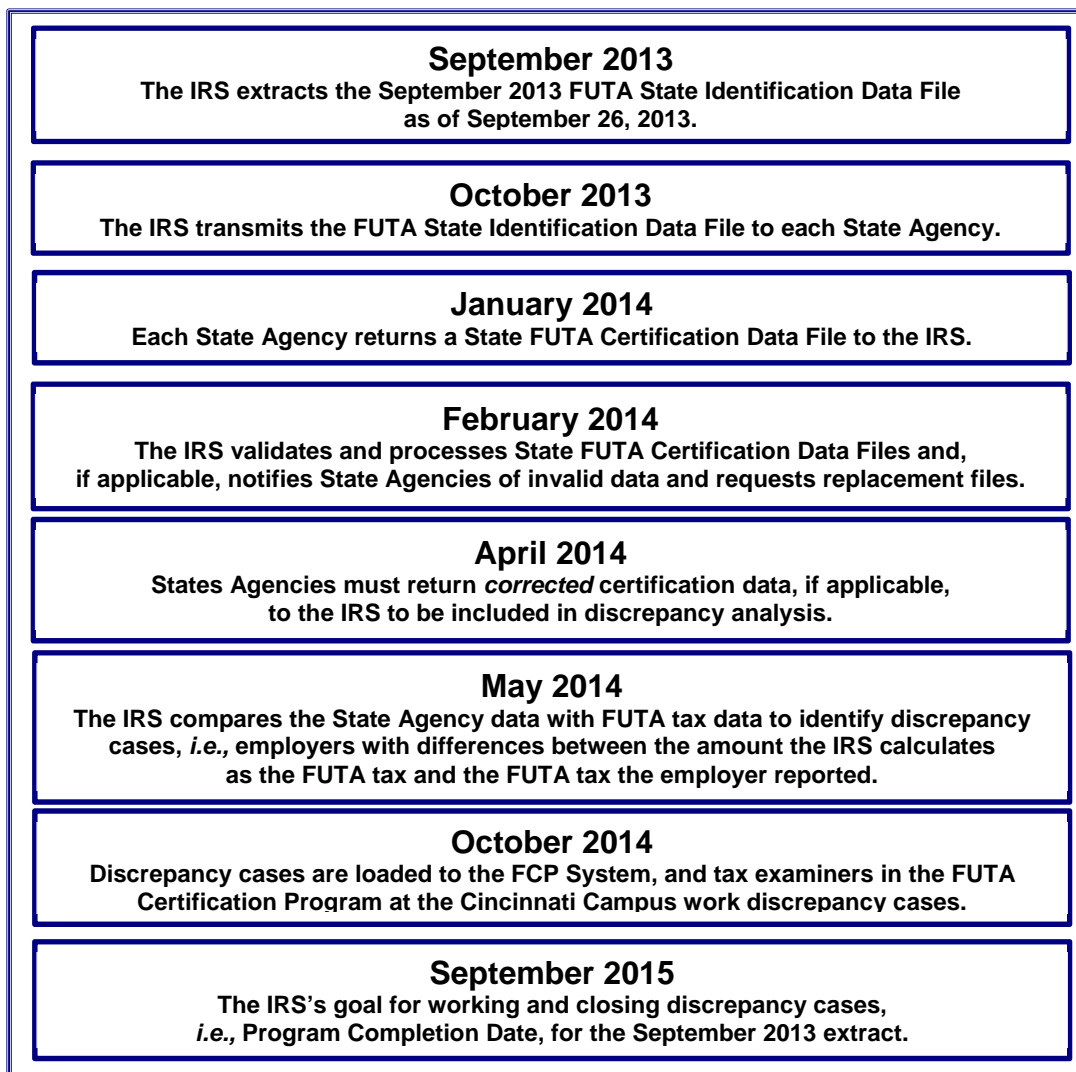 September 2013
The IRS extracts the September 2013 FUTA State Identification Data File
as of September 26, 2013.
October 2013
The IRS transmits the FUTA State Identification Data File to each State Agency.
January 2014
Each State Agency returns a State FUTA Certification Data File to the IRS.
February 2014
The IRS validates and processes State FUTA Certification Data Files and,
if applicable, notifies State Agencies of invalid data and requests replacement files.
April 2014
States Agencies must return corrected certification data, if applicable,
to the IRS to be included in discrepancy analysis.
May 2014
The IRS compares the State Agency data with FUTA tax data to identify discrepancy
cases, i.e., employers with differences between the amount the IRS calculates
as the FUTA tax and the FUTA tax the employer reported.
October 2014
Discrepancy cases are loaded to the FCP System, and tax examiners in the FUTA
Certification Program at the Cincinnati Campus work discrepancy cases.
September 2015
The IRS’s goal for working and closing discrepancy cases,
i.e., Program Completion Date, for the September 2013 extract.